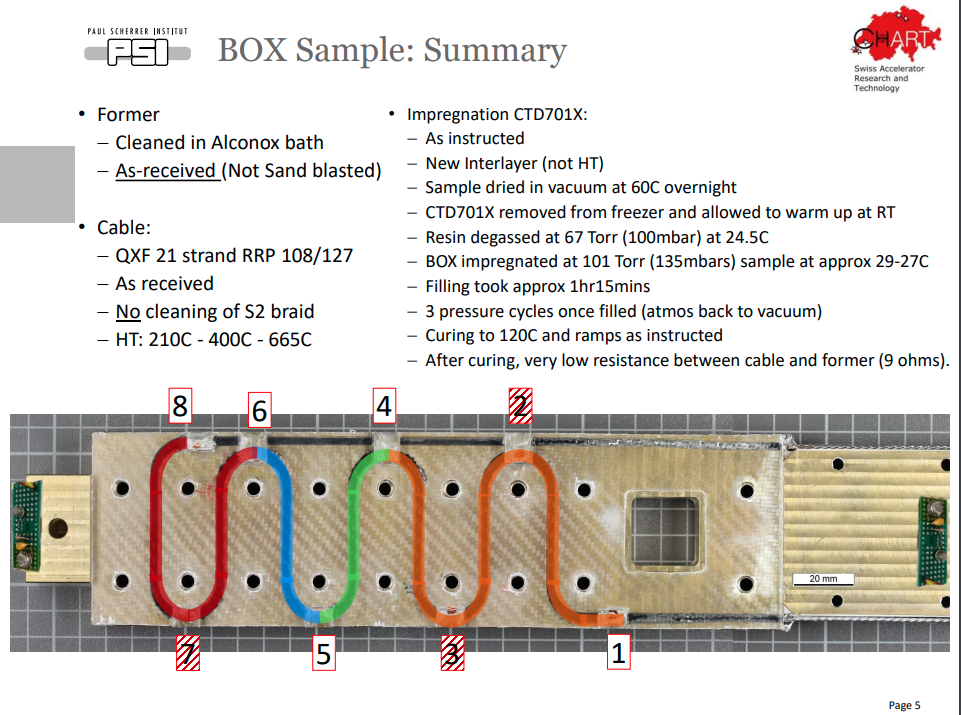 PAUL SCHERRER INSTITUT
PSI
BOX Sample: Summary
CHART
Swiss Accelerator
Research and
Technology
• Former
– Cleaned in Alconox bath
– As-received (Not Sand blasted)
• Cable:
– QXF 21 strand RRP 108/127
– As received
– No cleaning of S2 braid
– HT: 210C - 400C - 665C
• Impregnation CTD701X:
– As instructed
– New Interlayer (not HT)
– Sample dried in vacuum at 60C overnight
– CTD701X removed from freezer and allowed to warm up at RT
– Resin degassed at 67 Torr (100mbar) at 24.5C
– BOX impregnated at 101 Torr (135mbars) sample at approx 29-27C
– Filling took approx 1hr15mins
– 3 pressure cycles once filled (atmos back to vacuum)
– Curing to 120C and ramps as instructed
– After curing, very low resistance between cable and former (9 ohms).
8 6 4 2
20 mm
7 5 3 1
Page 5